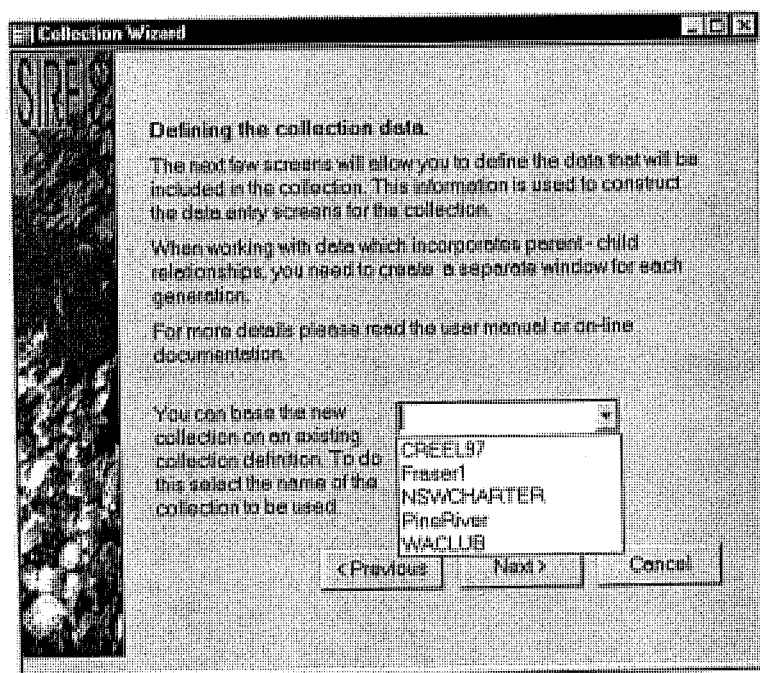 Collection Wizard
Defining the collection data.
The next few screens will allow you to define the data that will be
included in the collection. This information is used to construct
the data entry screens for the collection.
When working with data which incorporates parent - child
relationships, you need to create a separate window for each
generation.
For more details please read the user manual or on-line
documentation.
You can base the new
collection on an existing
collection definition. To do
this select the name of the
collection to be used.
CREEL97
Fraser1
NSWCHARTER
PineRiver
WACLUB
< Previous
Next >
Cancel